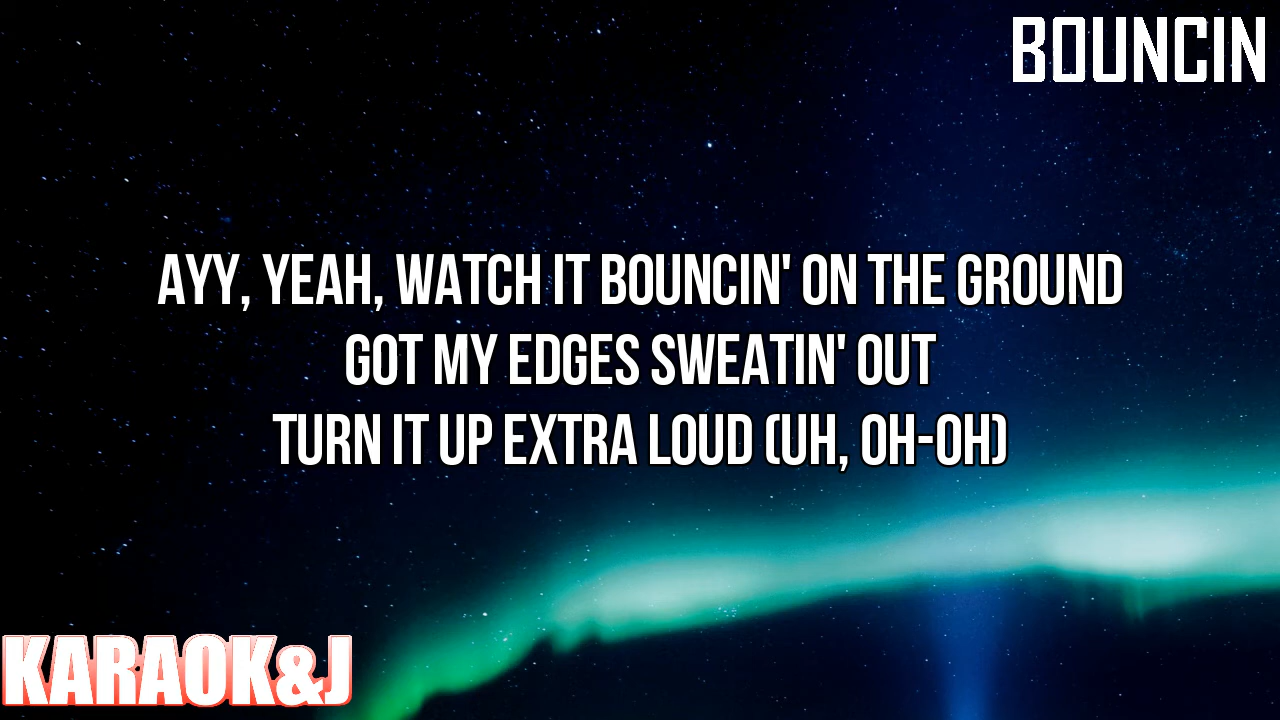 BOUNCIN
AYY, YEAH, WATCH IT BOUNCIN' ON THE GROUND
GOT MY EDGES SWEATIN' OUT
TURN IT UP EXTRA LOUD (UH, OH-OH)
KARAOK&J